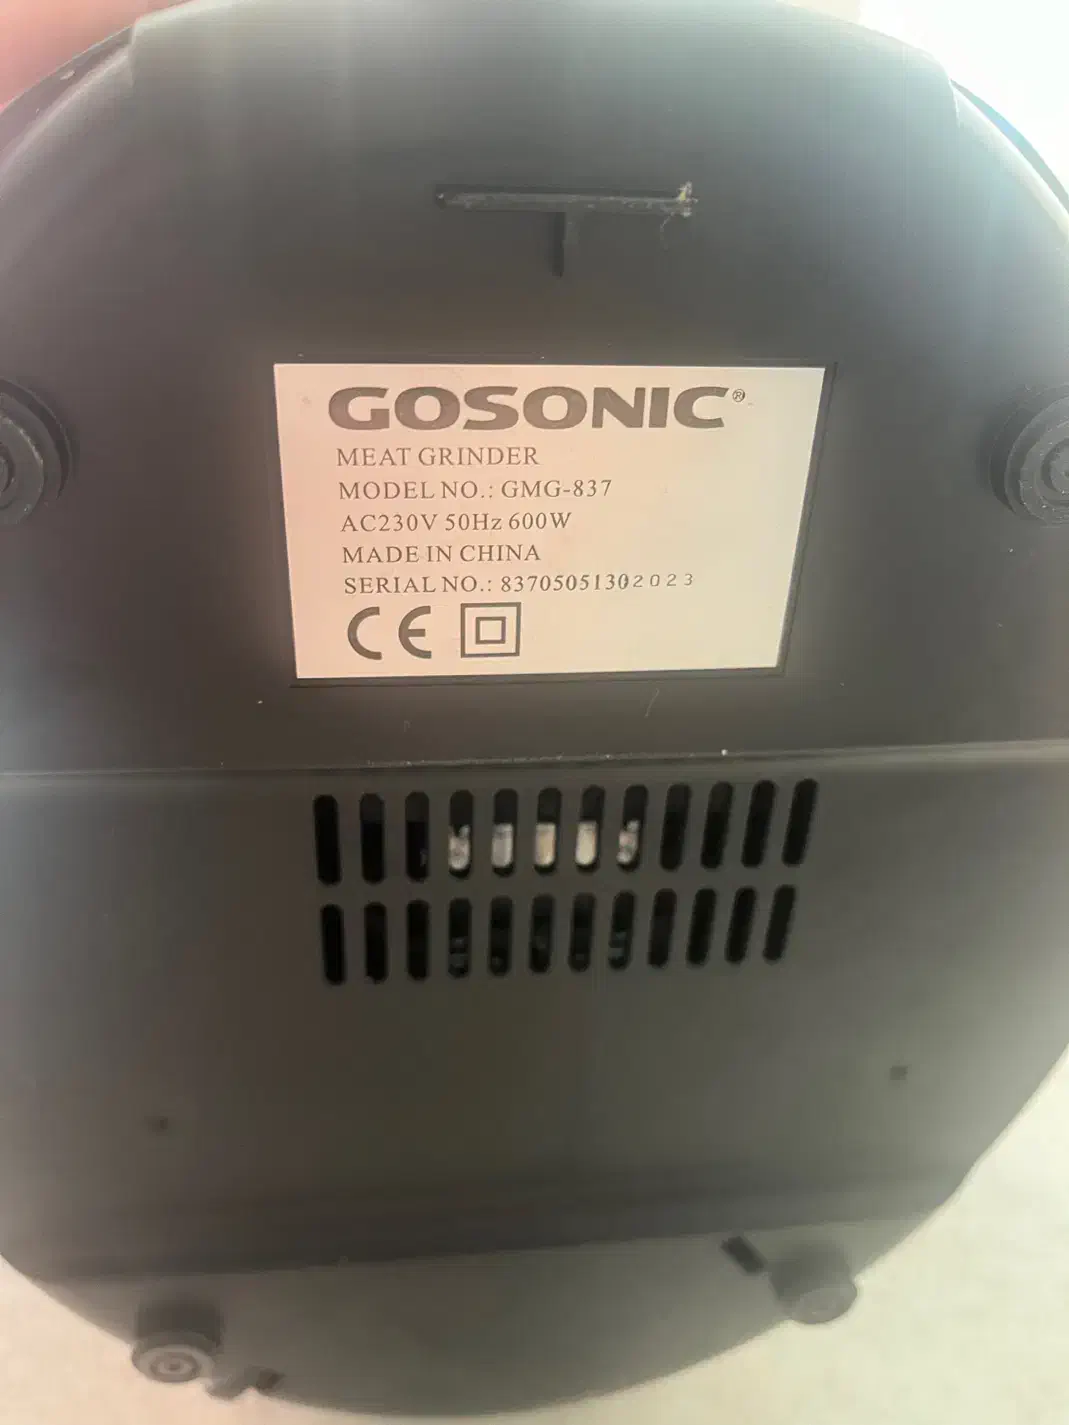 GOSONIC®
MEAT GRINDER
MODEL NO.: GMG-837
AC230V 50Hz 600W
MADE IN CHINA
SERIAL NO.: 83705051302023
CE